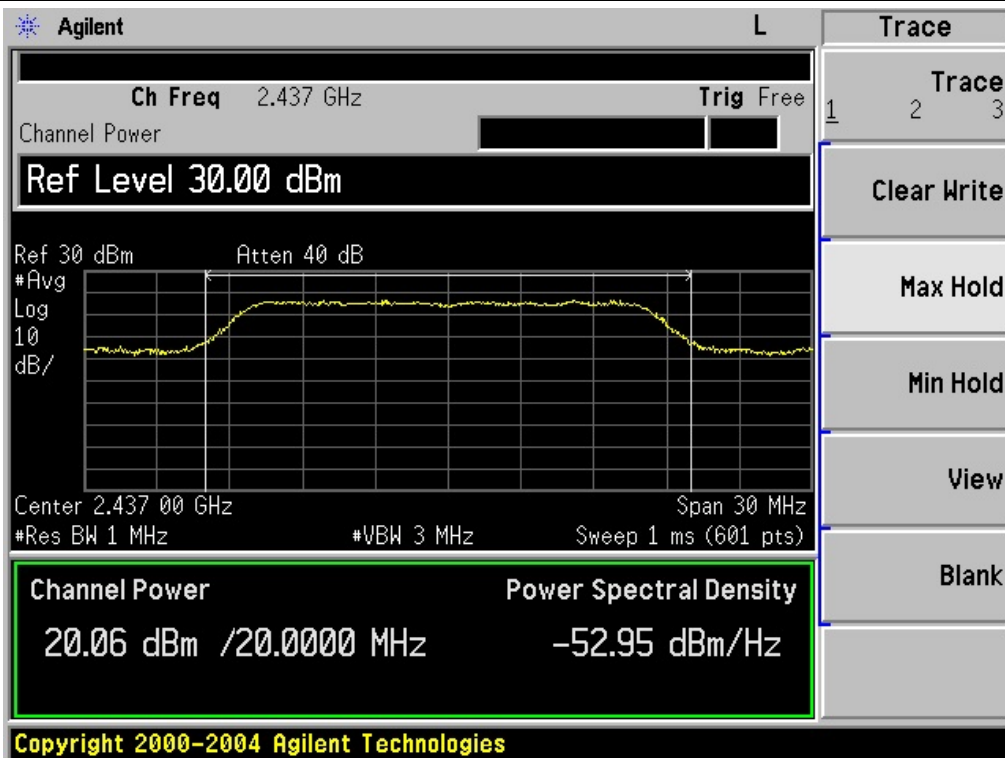 Agilent
L
Trace
Ch Freq 2.437 GHz
Trig Free
Channel Power
Ref Level 30.00 dBm
Ref 30 dBm
Atten 40 dB
#Avg
Log
10
dB/
Center 2.437 00 GHz
Span 30 MHz
#Res BW 1 MHz
#VBW 3 MHz
Sweep 1 ms (601 pts)
Channel Power
Power Spectral Density
20.06 dBm /20.0000 MHz
-52.95 dBm/Hz
Copyright 2000-2004 Agilent Technologies
Trace
1 2 3
Clear Write
Max Hold
Min Hold
View
Blank